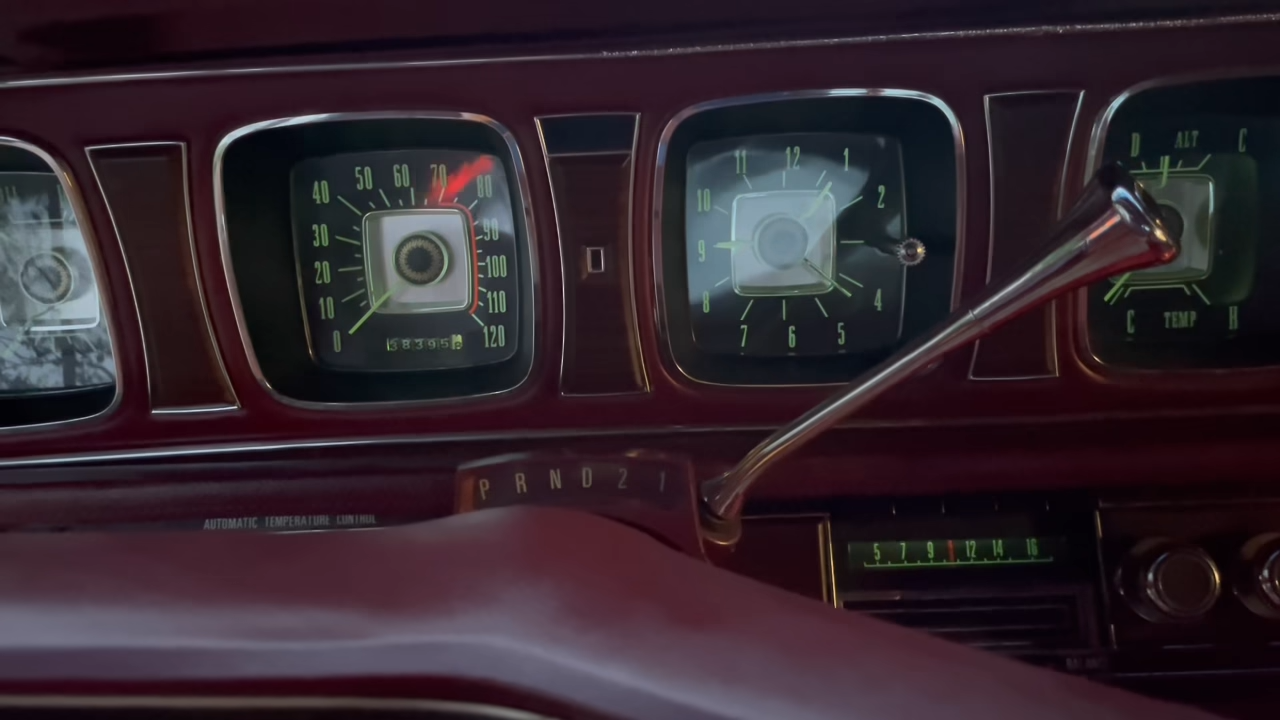 40 50 60 70 80
30 90
20 100
10 110
0 120
38395
11 12 1
10 2
9
8 4
7 6 5
D ALT C
C TEMP H
P R N D 2 1
AUTOMATIC TEMPERATURE CONTROL
5 7 9 12 14 16